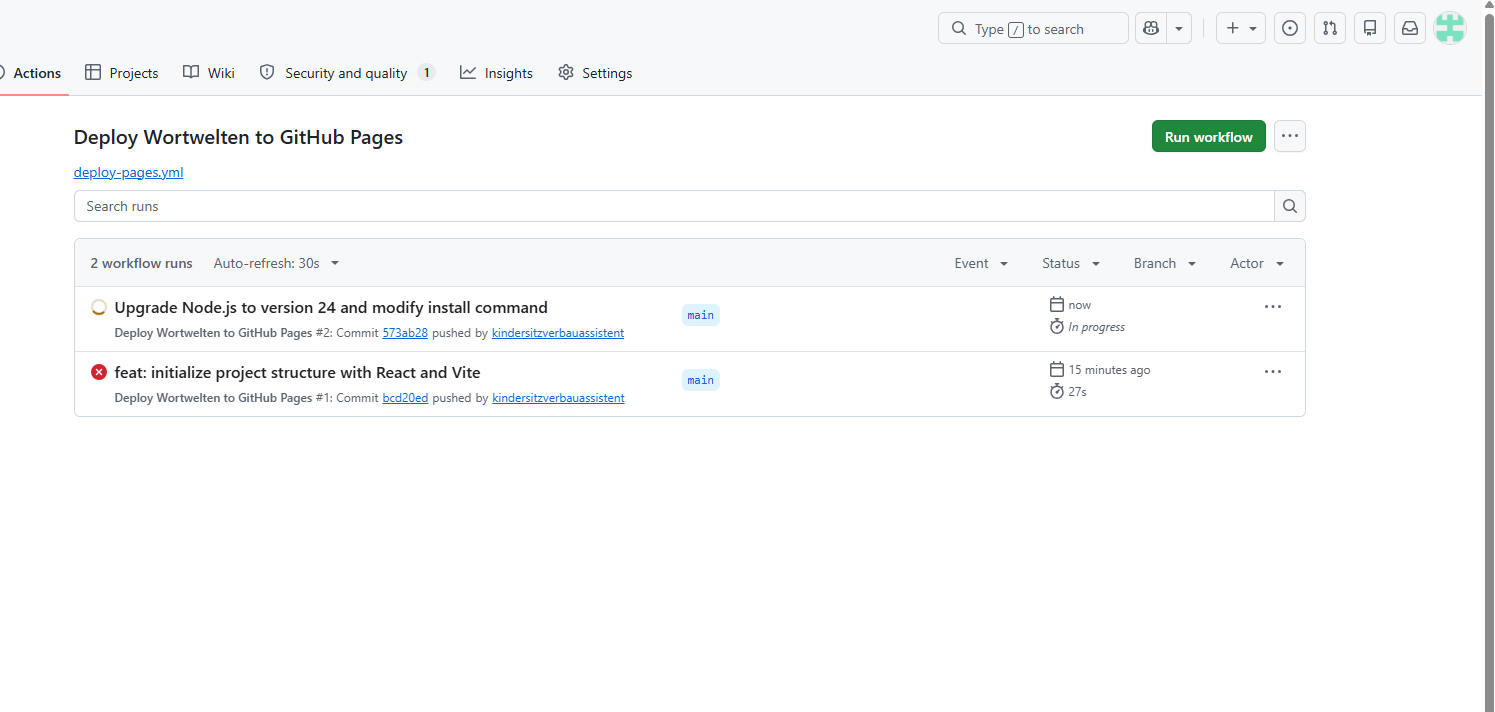 Type / to search
Actions Projects Wiki Security and quality 1 Insights Settings
Deploy Wortwelten to GitHub Pages
Run workflow
deploy-pages.yml
Search runs
2 workflow runs Auto-refresh: 30s Event Status Branch Actor
Upgrade Node.js to version 24 and modify install command
Deploy Wortwelten to GitHub Pages #2: Commit 573ab28 pushed by kindersitzverbauassistent
main
now
In progress
feat: initialize project structure with React and Vite
Deploy Wortwelten to GitHub Pages #1: Commit bcd20ed pushed by kindersitzverbauassistent
main
15 minutes ago
27s